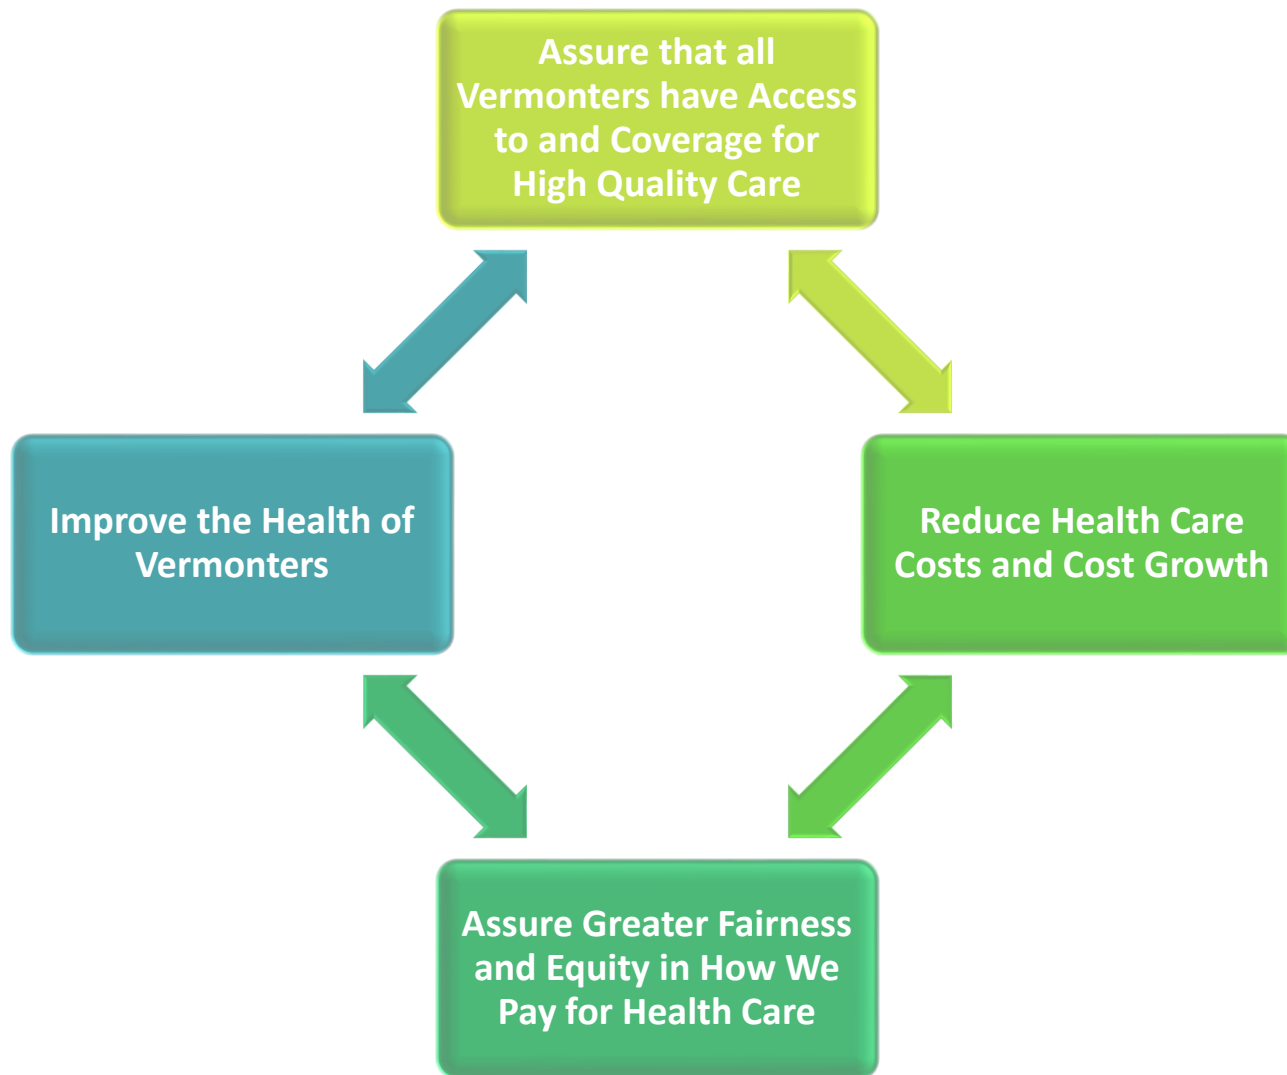 Assure that all
Vermonters have Access
to and Coverage for
High Quality Care
Improve the Health of
Vermonters
Reduce Health Care
Costs and Cost Growth
Assure Greater Fairness
and Equity in How We
Pay for Health Care